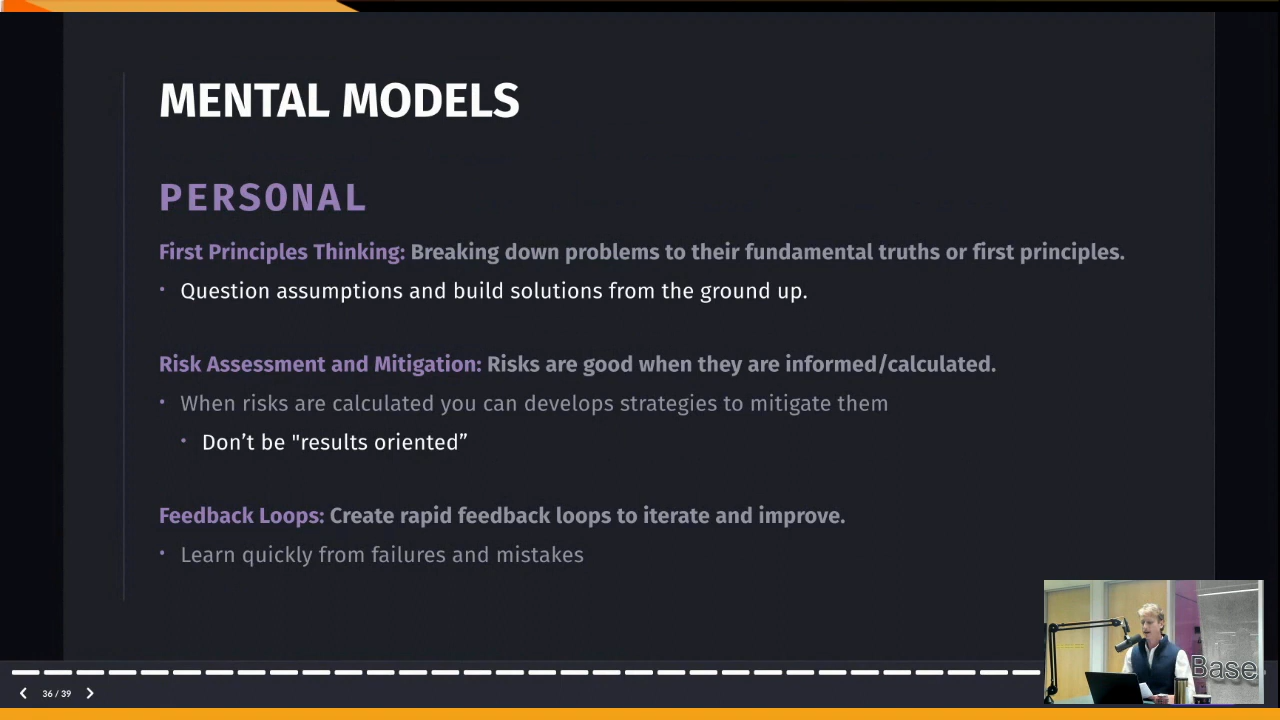 MENTAL MODELS
PERSONAL
First Principles Thinking: Breaking down problems to their fundamental truths or first principles.
• Question assumptions and build solutions from the ground up.
Risk Assessment and Mitigation: Risks are good when they are informed/calculated.
• When risks are calculated you can develops strategies to mitigate them
• Don’t be "results oriented”
Feedback Loops: Create rapid feedback loops to iterate and improve.
• Learn quickly from failures and mistakes
Base
36 / 39